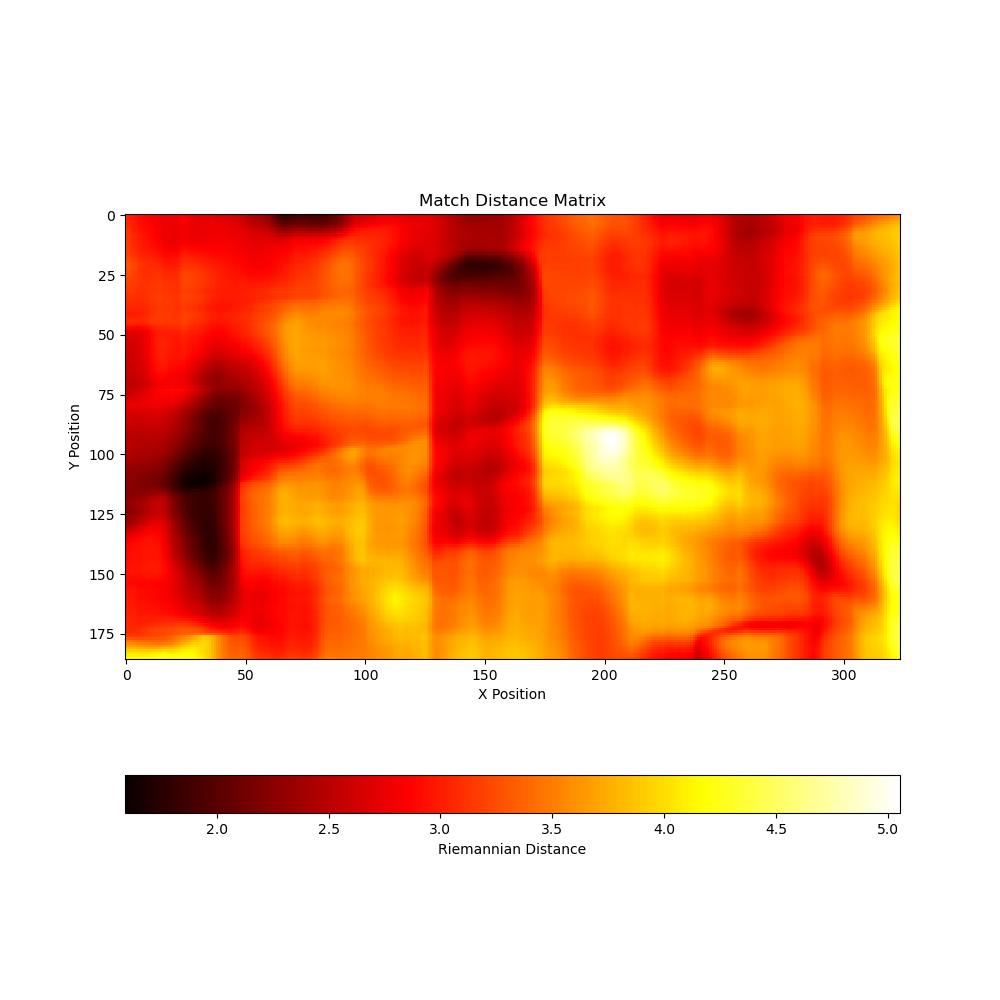 Match Distance Matrix
0
25
50
75
100
125
150
175
Y Position
0 50 100 150 200 250 300
X Position
2.0 2.5 3.0 3.5 4.0 4.5 5.0
Riemannian Distance